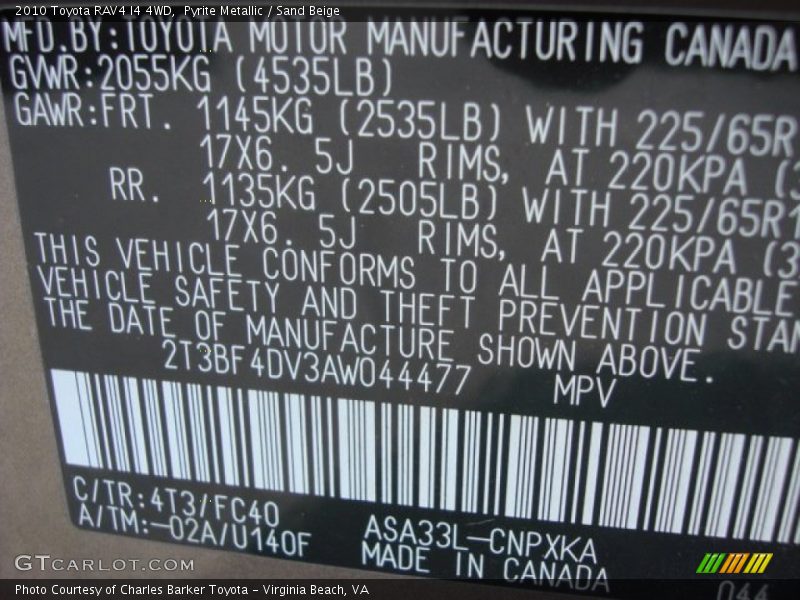 2010 Toyota RAV4 I4 4WD,  Pyrite Metallic / Sand Beige
MFD.BY:TOYOTA MOTOR MANUFACTURING CANADA
GVWR:2055KG (4535LB)
GAWR:FRT. 1145KG (2535LB) WITH 225/65R
17X6. 5J RIMS, AT 220KPA (3
RR. 1135KG (2505LB) WITH 225/65R1
17X6. 5J RIMS, AT 220KPA (3
THIS VEHICLE CONFORMS TO ALL APPLICABLE
VEHICLE SAFETY AND THEFT PREVENTION STAN
THE DATE OF MANUFACTURE SHOWN ABOVE.
2T3BF4DV3AW044477 MPV
C/TR:4T3/FC40
A/TM:-02A/U140F
ASA33L-CNPXKA
MADE IN CANADA
044
GTcarlot.com
Photo Courtesy of Charles Barker Toyota - Virginia Beach, VA